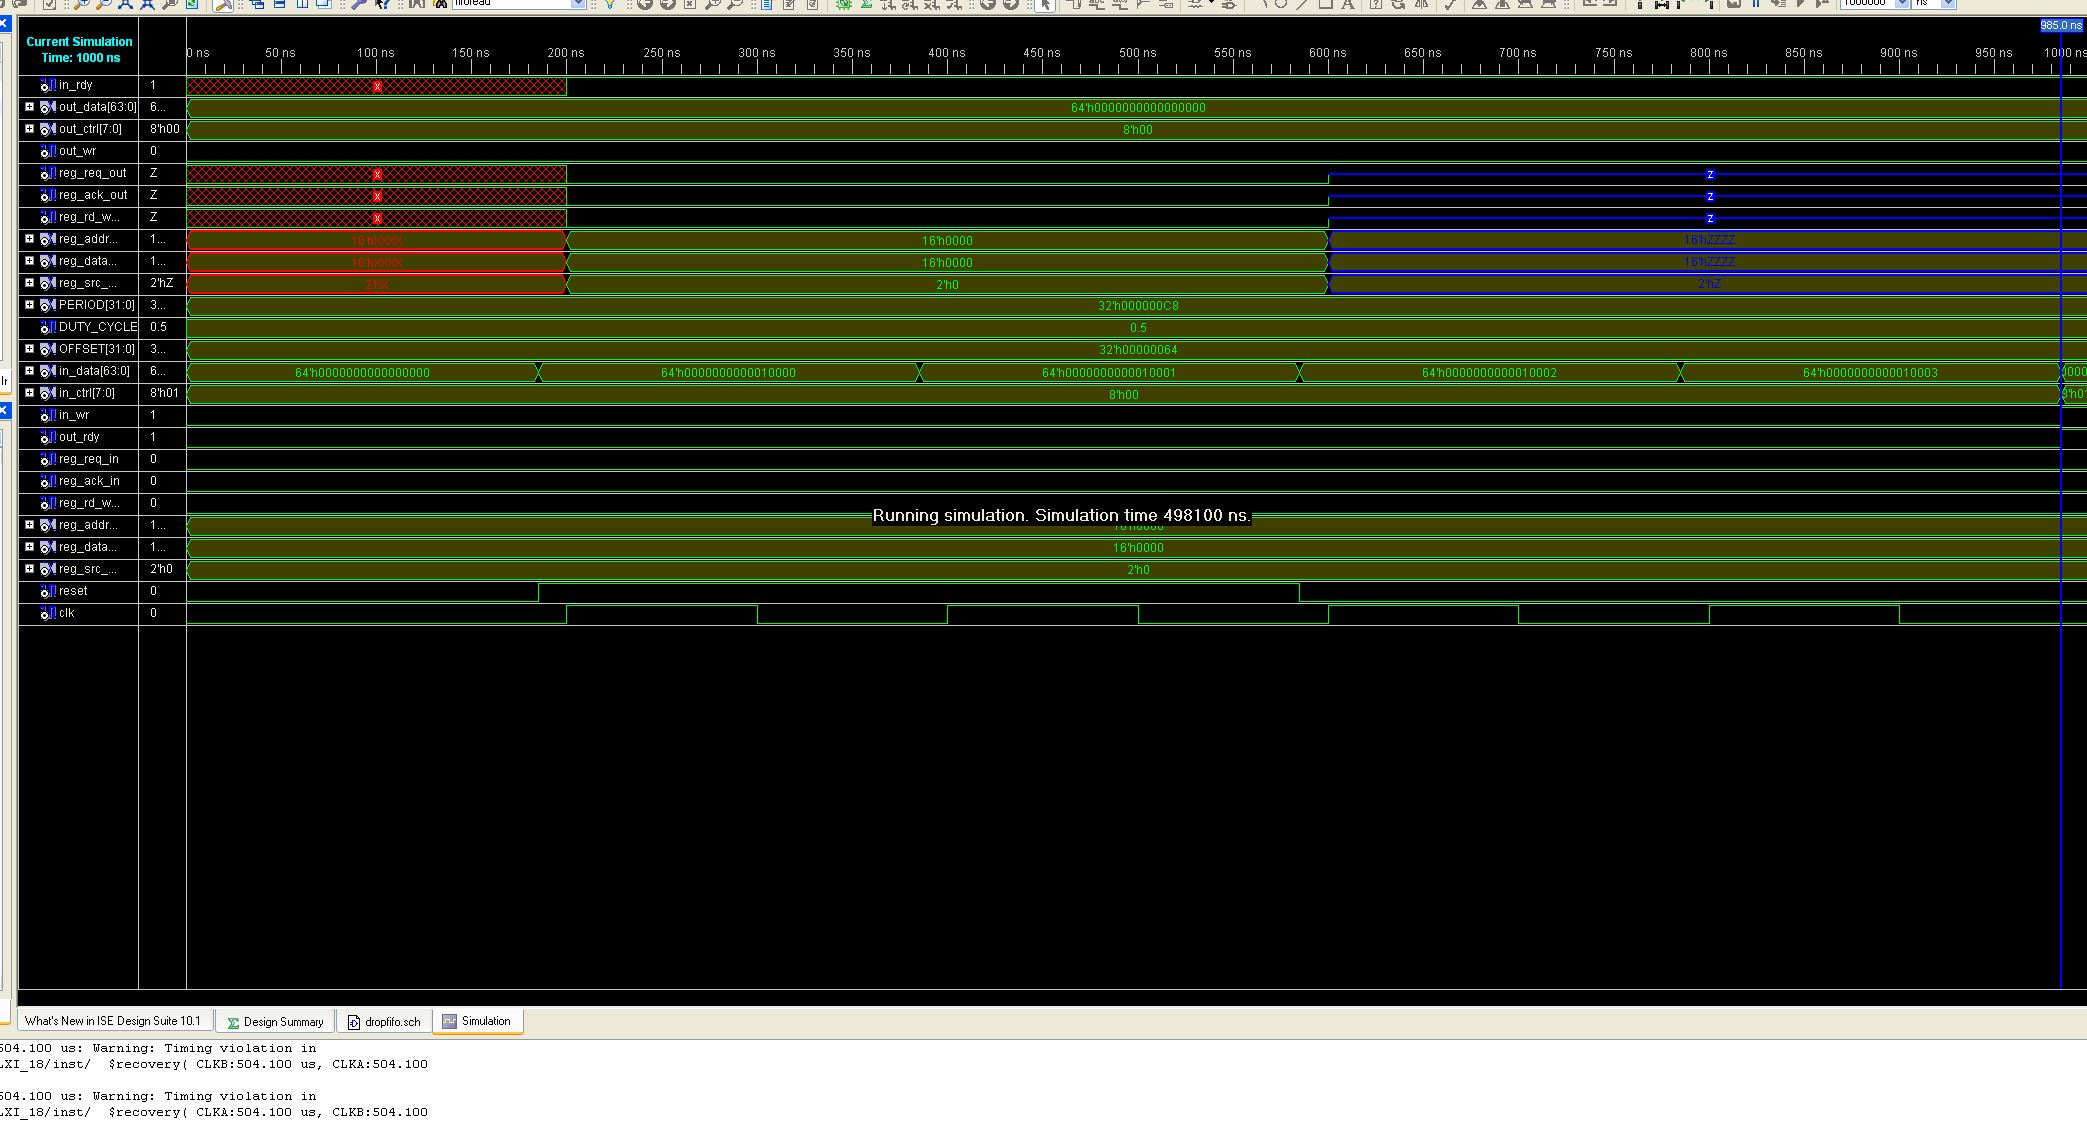 1000000 ns
985.0 ns
Current Simulation
Time: 1000 ns
0 ns 50 ns 100 ns 150 ns 200 ns 250 ns 300 ns 350 ns 400 ns 450 ns 500 ns 550 ns 600 ns 650 ns 700 ns 750 ns 800 ns 850 ns 900 ns 950 ns 1000 ns
in_rdy 1 X
out_data[63:0] 6... 64'h0000000000000000
out_ctrl[7:0] 8'h00 8'h00
out_wr 0
reg_req_out Z X Z
reg_ack_out Z X Z
reg_rd_w... Z X Z
reg_addr... 1... 16'hXXXX 16'h0000 16'hZZZZ
reg_data... 1... 16'hXXXX 16'h0000 16'hZZZZ
reg_src_... 2'hZ 2'hX 2'h0 2'hZ
PERIOD[31:0] 3... 32'h000000C8
DUTY_CYCLE 0.5 0.5
OFFSET[31:0] 3... 32'h00000064
in_data[63:0] 6... 64'h0000000000000000 64'h0000000000010000 64'h0000000000010001 64'h0000000000010002 64'h0000000000010003
in_ctrl[7:0] 8'h01 8'h00
in_wr 1
out_rdy 1
reg_req_in 0
reg_ack_in 0
reg_rd_w... 0
Running simulation. Simulation time 498100 ns.
reg_addr... 1...
reg_data... 1... 16'h0000
reg_src_... 2'h0 2'h0
reset 0
clk 0
What's New in ISE Design Suite 10.1 Design Summary dropfifo.sch Simulation
504.100 us: Warning: Timing violation in
LXI_18/inst/ $recovery( CLKB:504.100 us, CLKA:504.100
504.100 us: Warning: Timing violation in
LXI_18/inst/ $recovery( CLKA:504.100 us, CLKB:504.100